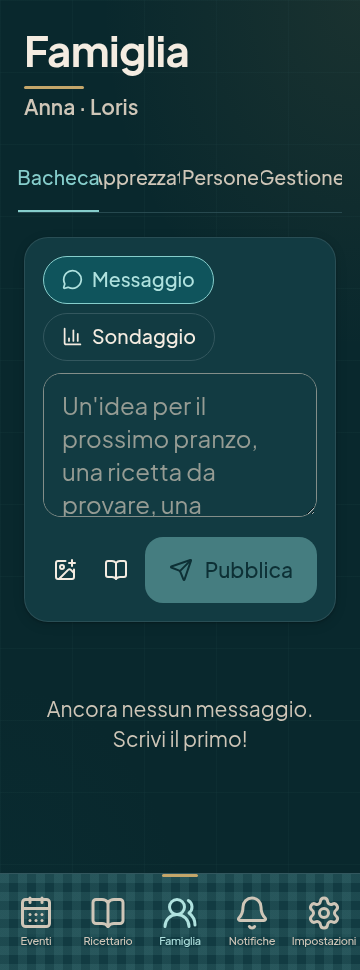 Famiglia
Anna · Loris
Bacheca Apprezzat Persone Gestione
Messaggio
Sondaggio
Un'idea per il
prossimo pranzo,
una ricetta da
provare, una
Pubblica
Ancora nessun messaggio.
Scrivi il primo!
Eventi Ricettario Famiglia Notifiche Impostazioni